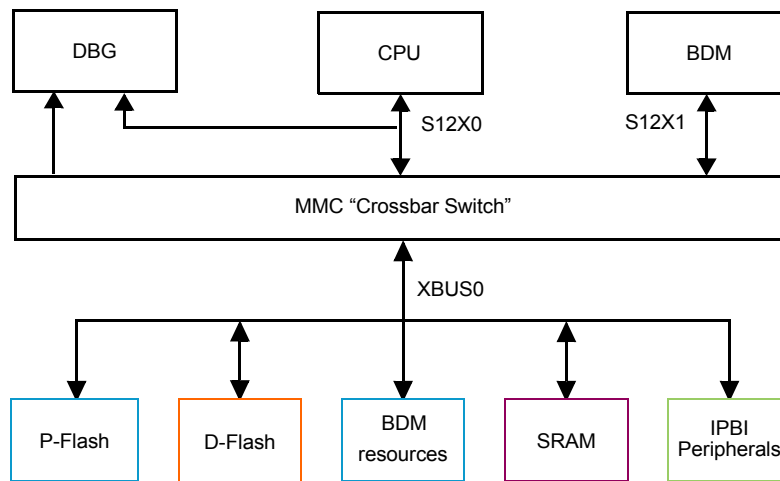 DBG
CPU
BDM
S12X0
S12X1
MMC “Crossbar Switch”
XBUS0
P-Flash
D-Flash
BDM
resources
SRAM
IPBI
Peripherals